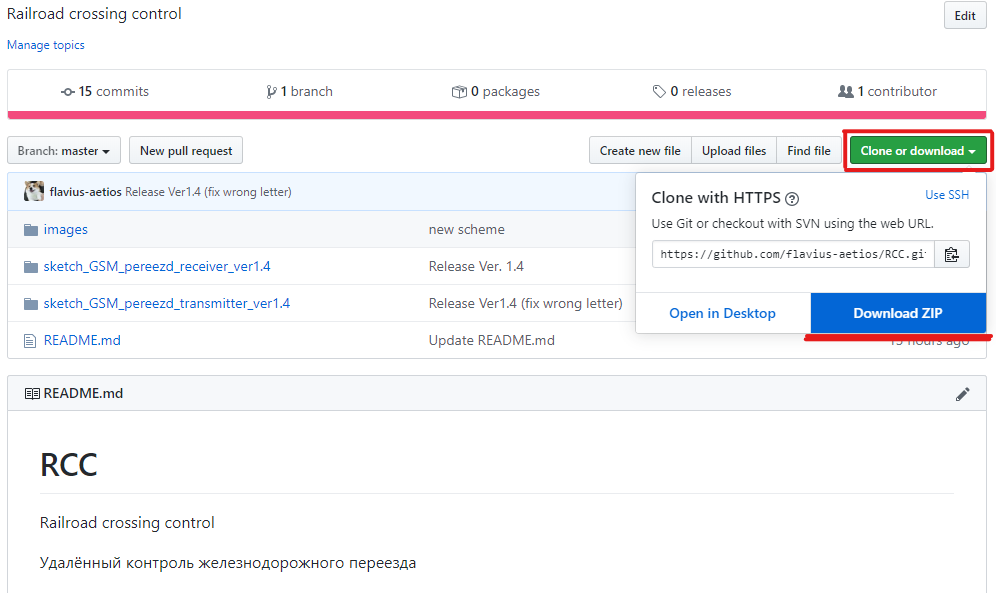 Railroad crossing control
Edit
Manage topics
15 commits
1 branch
0 packages
0 releases
1 contributor
Branch: master
New pull request
Create new file
Upload files
Find file
Clone or download
flavius-aetios Release Ver1.4 (fix wrong letter)
Clone with HTTPS
Use SSH
Use Git or checkout with SVN using the web URL.
https://github.com/flavius-aetios/RCC.gi
Open in Desktop
Download ZIP
images
new scheme
sketch_GSM_pereezd_receiver_ver1.4
Release Ver. 1.4
sketch_GSM_pereezd_transmitter_ver1.4
Release Ver1.4 (fix wrong letter)
README.md
Update README.md
hours ago
README.md
RCC
Railroad crossing control
Удалённый контроль железнодорожного переезда